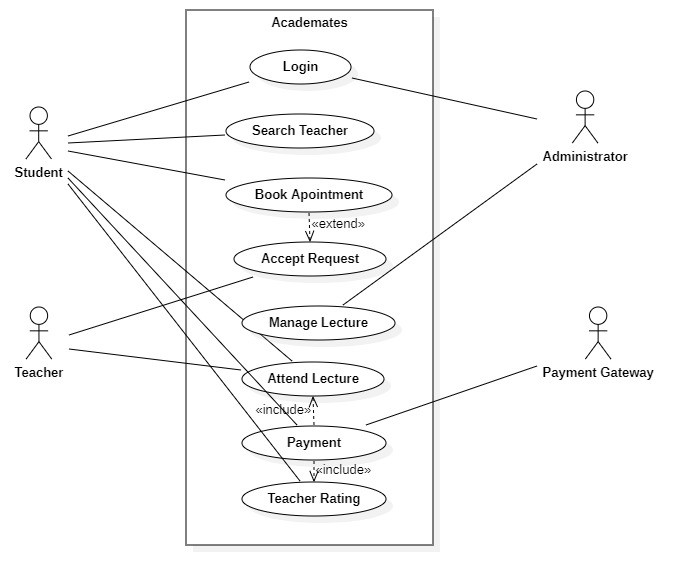 Academates
Login
Search Teacher
Student
Administrator
Book Apointment
«extend»
Accept Request
Manage Lecture
Teacher
Payment Gateway
Attend Lecture
«include»
Payment
«include»
Teacher Rating